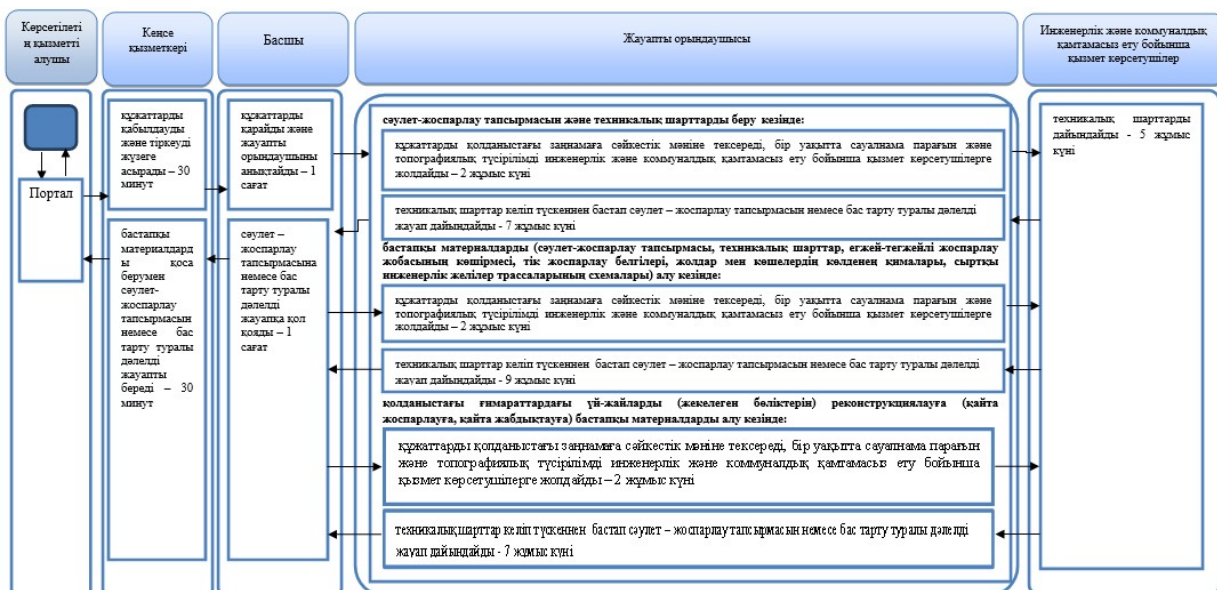 Көрсетілеті
ң қызметті
алушы
Кеңсе
қызметкері
Басшы
Жауапты орындаушысы
Инженерлік және коммуналдық
қамтамасыз ету бойынша
қызмет көрсетушілер
Портал
құжаттарды
қабылдауды
және тіркеуді
жүзеге
асырады – 30
минут
бастапқы
материалдард
ы қоса
берумен
сәулет-
жоспарлау
тапсырмасын
немесе бас
тарту туралы
дәлелді
жауапты
береді – 30
минут
құжаттарды
қарайды және
жауапты
орындаушыны
анықтайды – 1
сағат
сәулет –
жоспарлау
тапсырмасына
немесе бас
тарту туралы
дәлелді
жауапқа қол
қояды – 1
сағат
сәулет-жоспарлау тапсырмасын және техникалық шарттарды беру кезінде:
құжаттарды қолданыстағы заңнамаға сәйкестік мәніне тексереді, бір уақытта сауалнама парағын және
топографиялық түсірілімді инженерлік және коммуналдық қамтамасыз ету бойынша қызмет көрсетушілерге
жолдайды – 2 жұмыс күні
техникалық шарттар келіп түскеннен бастап сәулет – жоспарлау тапсырмасын немесе бас тарту туралы дәлелді
жауап дайындайды - 7 жұмыс күні
бастапқы материалдарды (сәулет-жоспарлау тапсырмасы, техникалық шарттар, егжей-тегжейлі жоспарлау
жобасының көшірмесі, тік жоспарлау белгілері, жолдар мен көшелердің көлденең қималары, сыртқы
инженерлік желілер трассаларының схемалары) алу кезінде:
құжаттарды қолданыстағы заңнамаға сәйкестік мәніне тексереді, бір уақытта сауалнама парағын және
топографиялық түсірілімді инженерлік және коммуналдық қамтамасыз ету бойынша қызмет көрсетушілерге
жолдайды – 2 жұмыс күні
техникалық шарттар келіп түскеннен бастап сәулет – жоспарлау тапсырмасын немесе бас тарту туралы дәлелді
жауап дайындайды - 9 жұмыс күні
қолданыстағы ғимараттардағы үй-жайларды (жекелеген бөліктерін) реконструкциялауға (қайта
жоспарлауға, қайта жабдықтауға) бастапқы материалдарды алу кезінде:
құжаттарды қолданыстағы заңнамаға сәйкестік мәніне тексереді, бір уақытта сауалнама парағын
және топографиялық түсірілімді инженерлік және коммуналдық қамтамасыз ету бойынша
қызмет көрсетушілерге жолдайды – 2 жұмыс күні
техникалық шарттар келіп түскеннен бастап сәулет – жоспарлау тапсырмасын немесе бас тарту туралы дәлелді
жауап дайындайды - 7 жұмыс күні
техникалық шарттарды
дайындайды - 5 жұмыс
күні